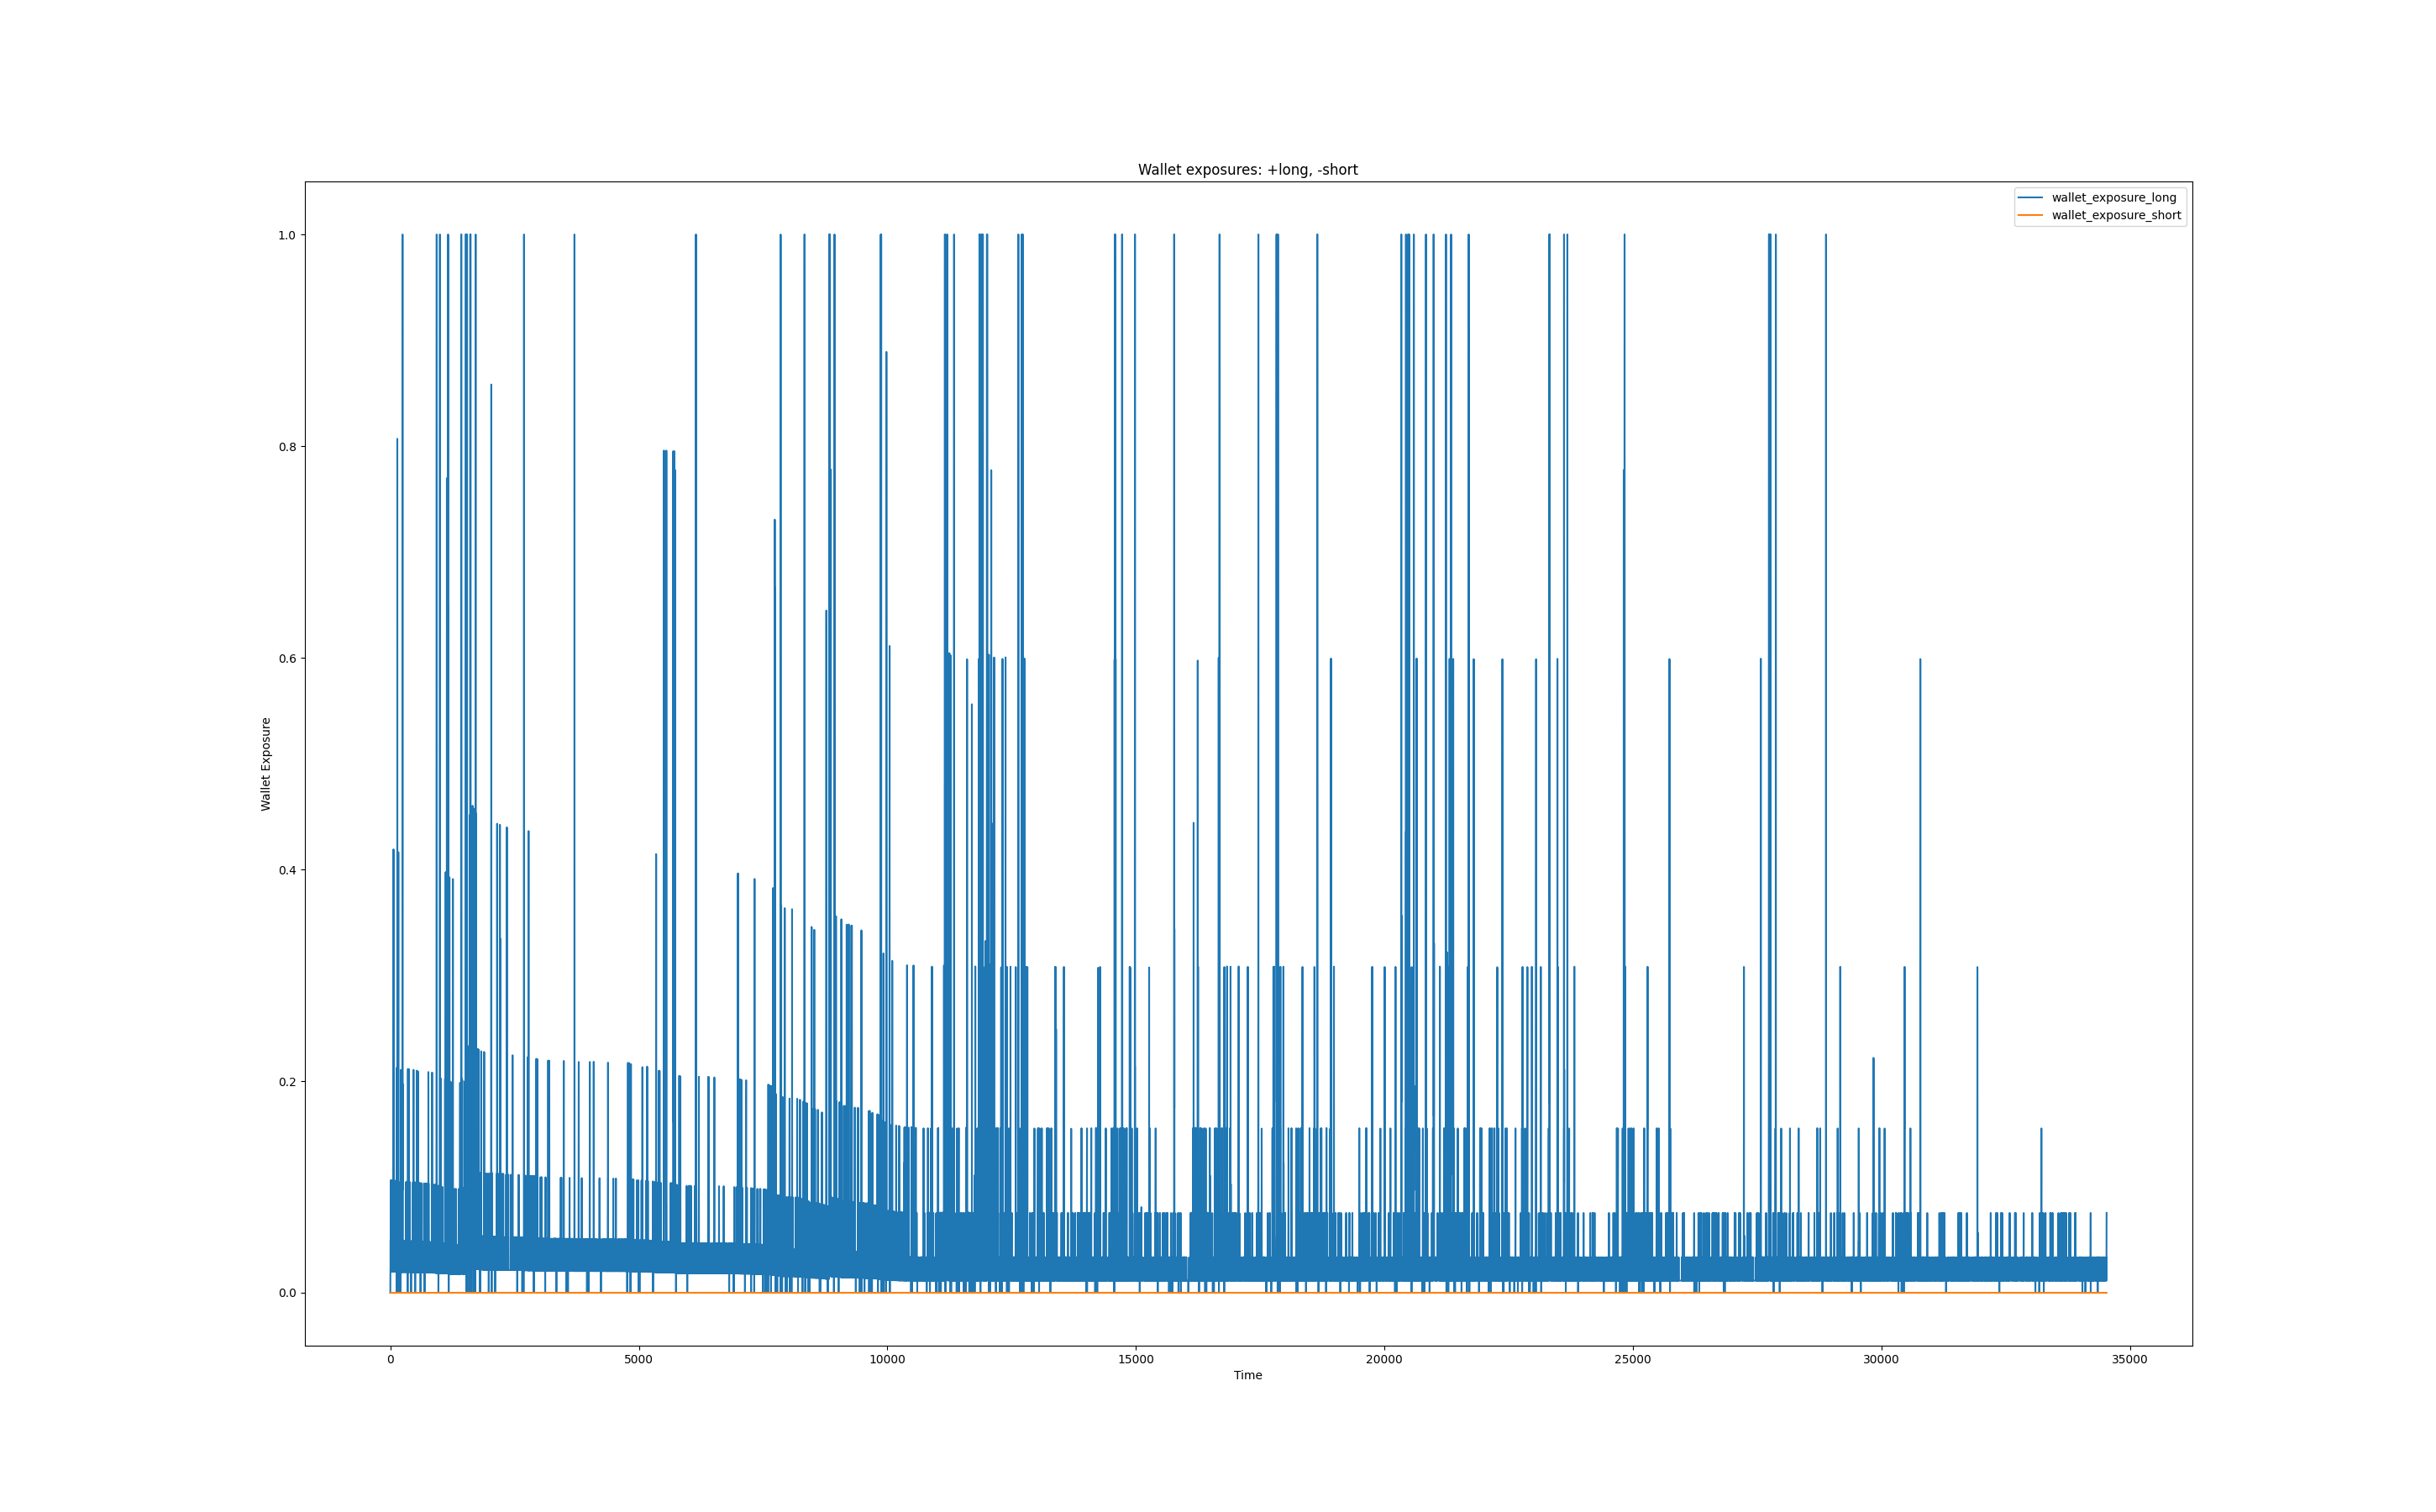 Wallet exposures: +long, -short
wallet_exposure_long
wallet_exposure_short
1.0
0.8
0.6
0.4
0.2
0.0
Wallet Exposure
0 5000 10000 15000 20000 25000 30000 35000
Time